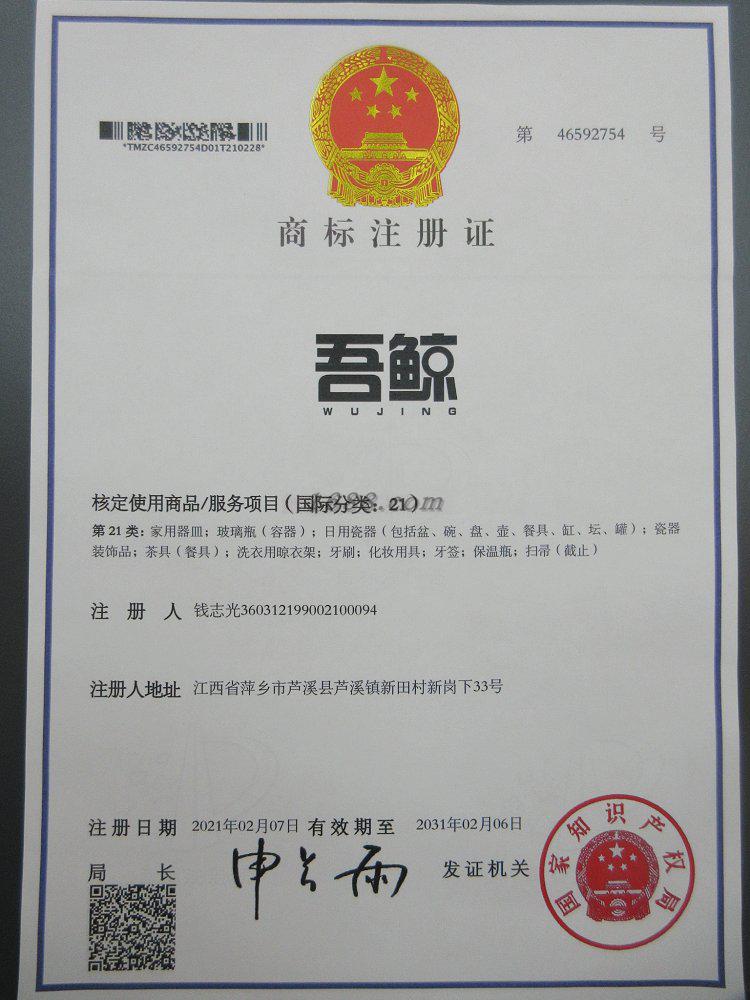 *TMZC46592754D01T210228*
第 46592754 号
商标注册证
吾鲸
WUJING
核定使用商品/服务项目（国际分类：21）
第 21 类：家用器皿；玻璃瓶（容器）；日用瓷器（包括盆、碗、盘、壶、餐具、缸、坛、罐）；瓷器
装饰品；茶具（餐具）；洗衣用晾衣架；牙刷；化妆用具；牙签；保温瓶；扫帚（截止）
注 册 人 钱志光360312199002100094
注册人地址 江西省萍乡市芦溪县芦溪镇新田村新岗下33号
注册日期 2021年02月07日 有效期至 2031年02月06日
局 长 申长雨 发证机关
国家知识产权局